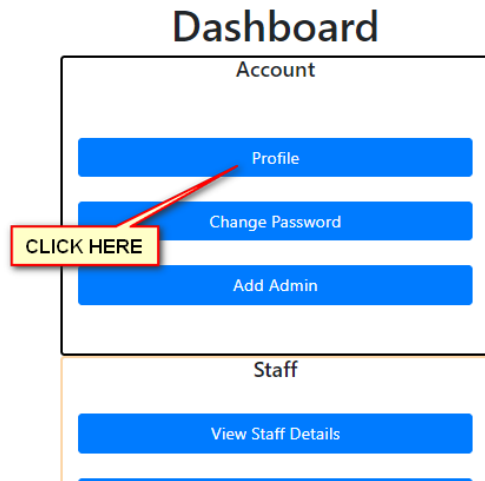 Dashboard
Account
Profile
Change Password
CLICK HERE
Add Admin
Staff
View Staff Details